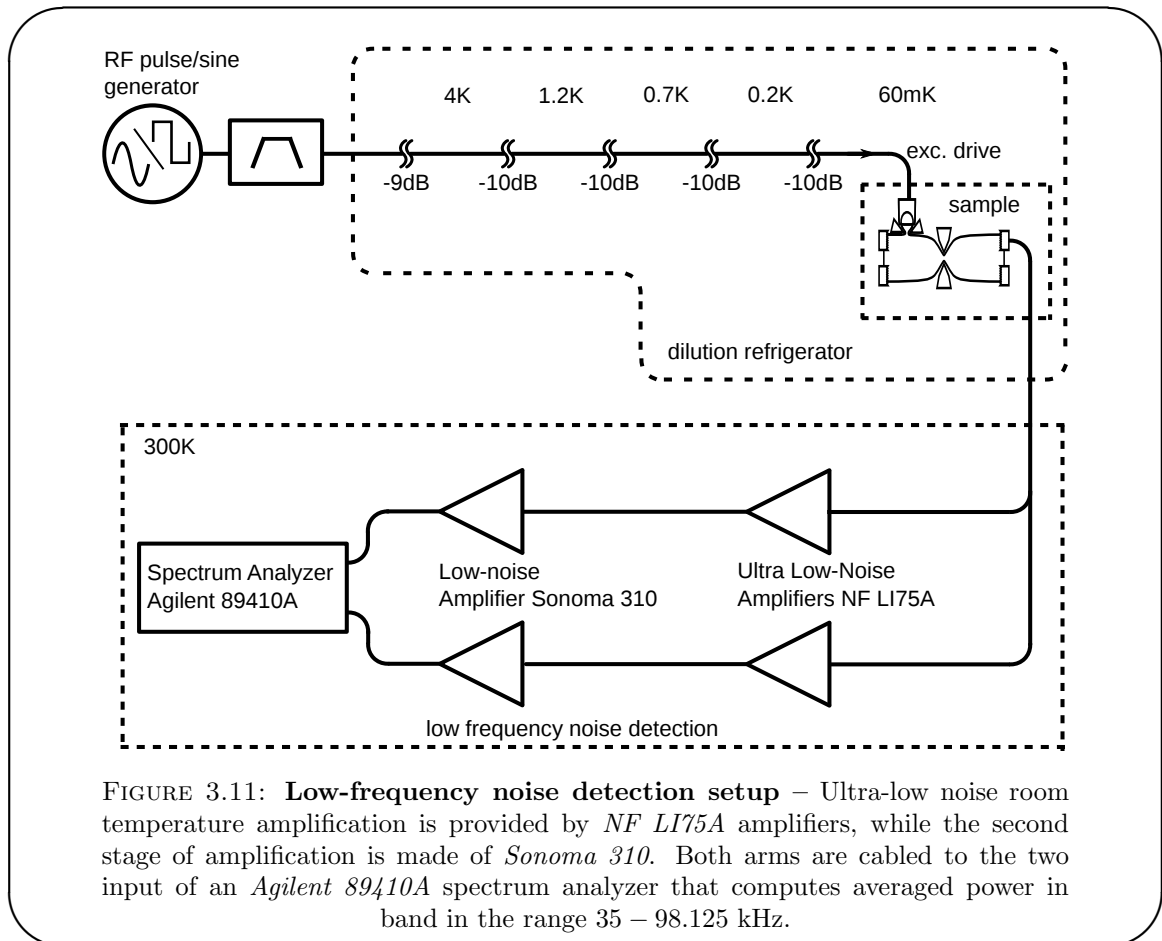 RF pulse/sine
generator
4K 1.2K 0.7K 0.2K 60mK
exc. drive
-9dB -10dB -10dB -10dB -10dB
sample
dilution refrigerator
300K
Spectrum Analyzer
Agilent 89410A
Low-noise
Amplifier Sonoma 310
Ultra Low-Noise
Amplifiers NF LI75A
low frequency noise detection
FIGURE 3.11: Low-frequency noise detection setup – Ultra-low noise room
temperature amplification is provided by NF LI75A amplifiers, while the second
stage of amplification is made of Sonoma 310. Both arms are cabled to the two
input of an Agilent 89410A spectrum analyzer that computes averaged power in
band in the range 35 – 98.125 kHz.